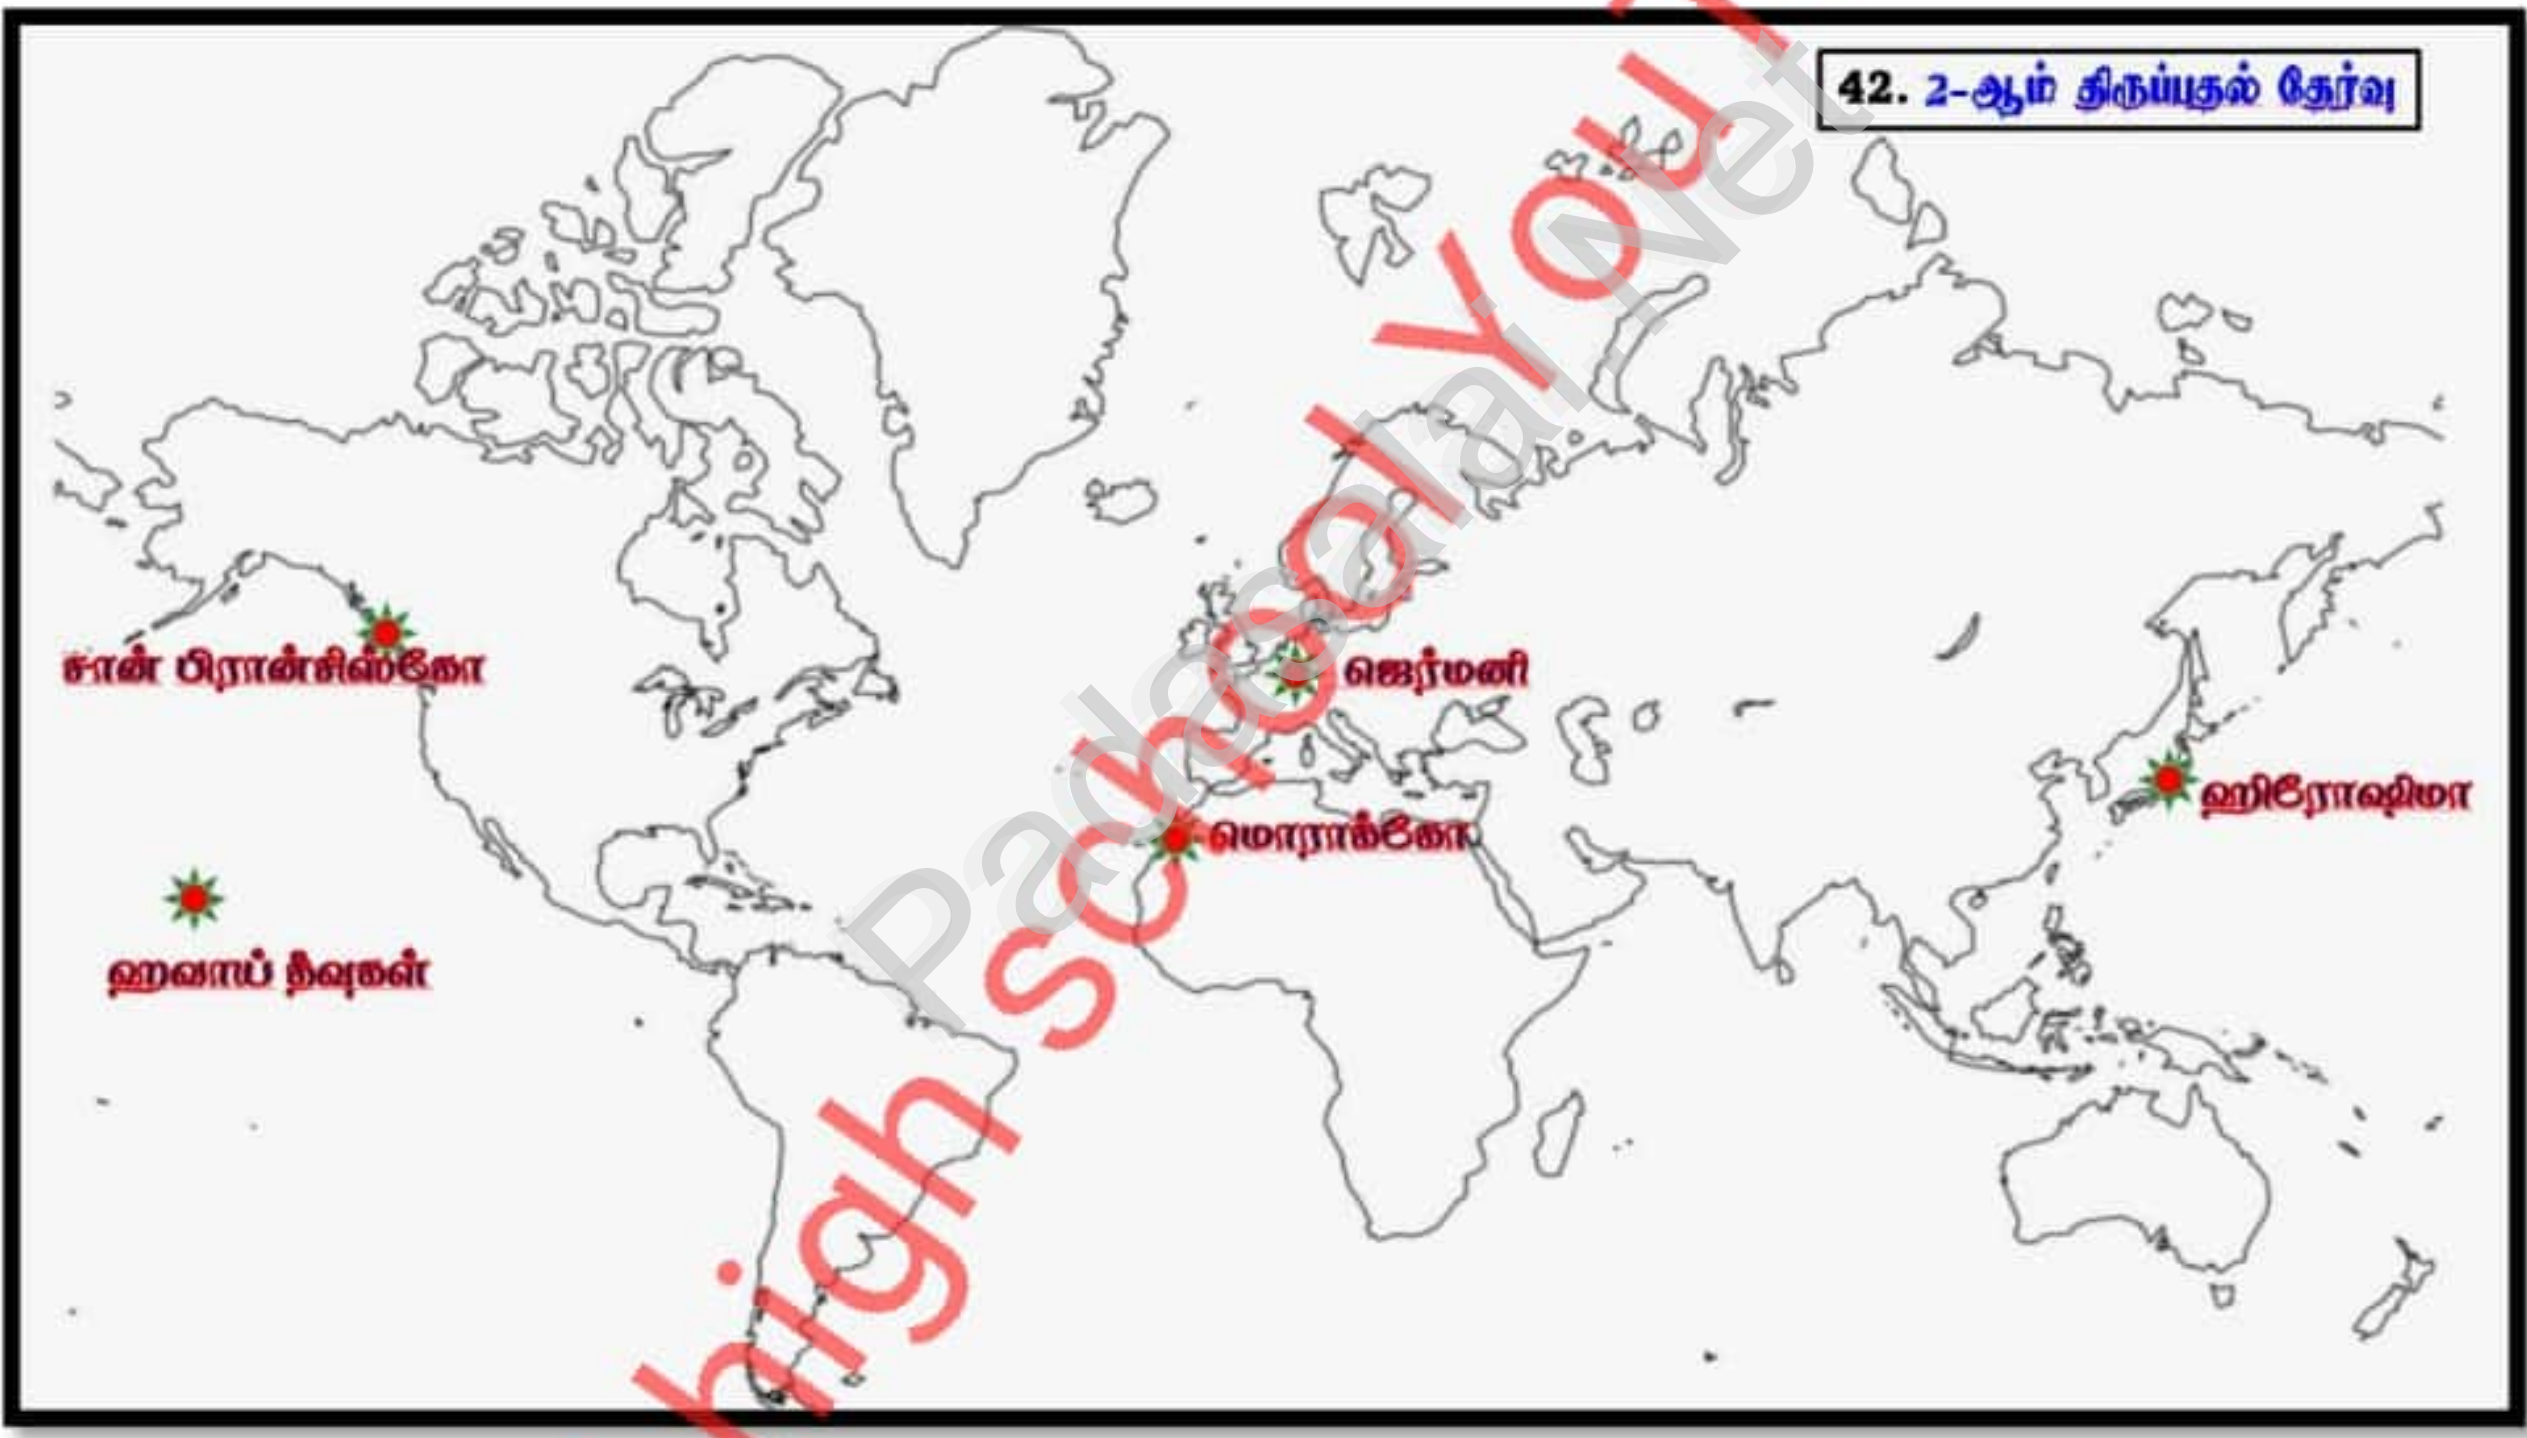 42. 2-ஆம் திருப்புதல் தேர்வு
சான் பிரான்சிஸ்கோ
ஜெர்மனி
ஹிரோஷிமா
மொராக்கோ
ஹவாய் தீவுகள்
high school You
Padasalai.Net